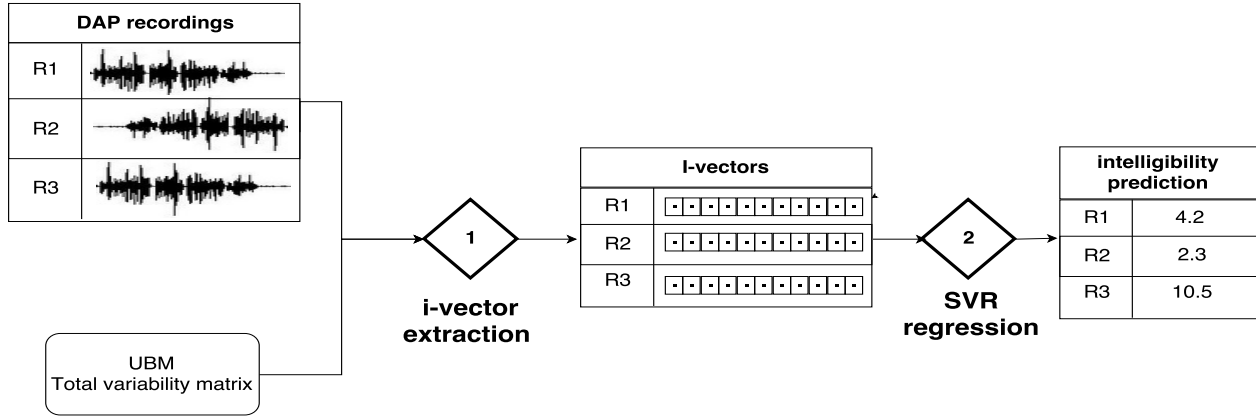 DAP recordings
R1
R2
R3
UBM
Total variability matrix
1
i-vector
extraction
I-vectors
R1
R2
R3
2
SVR
regression
intelligibility
prediction
R1 4.2
R2 2.3
R3 10.5